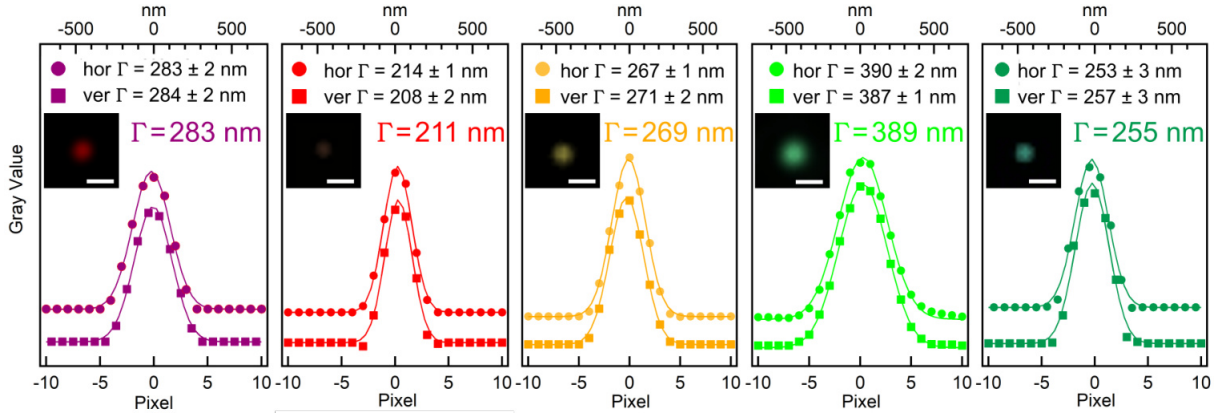 nm nm nm nm nm
-500 0 500 -500 0 500 -500 0 500 -500 0 500 -500 0 500
hor Γ = 283 ± 2 nm
ver Γ = 284 ± 2 nm
Γ = 283 nm
hor Γ = 214 ± 1 nm
ver Γ = 208 ± 2 nm
Γ = 211 nm
hor Γ = 267 ± 1 nm
ver Γ = 271 ± 2 nm
Γ = 269 nm
hor Γ = 390 ± 2 nm
ver Γ = 387 ± 1 nm
Γ = 389 nm
hor Γ = 253 ± 3 nm
ver Γ = 257 ± 3 nm
Γ = 255 nm
Gray Value
-10 -5 0 5 10 -10 -5 0 5 10 -10 -5 0 5 10 -10 -5 0 5 10 -10 -5 0 5 10
Pixel Pixel Pixel Pixel Pixel